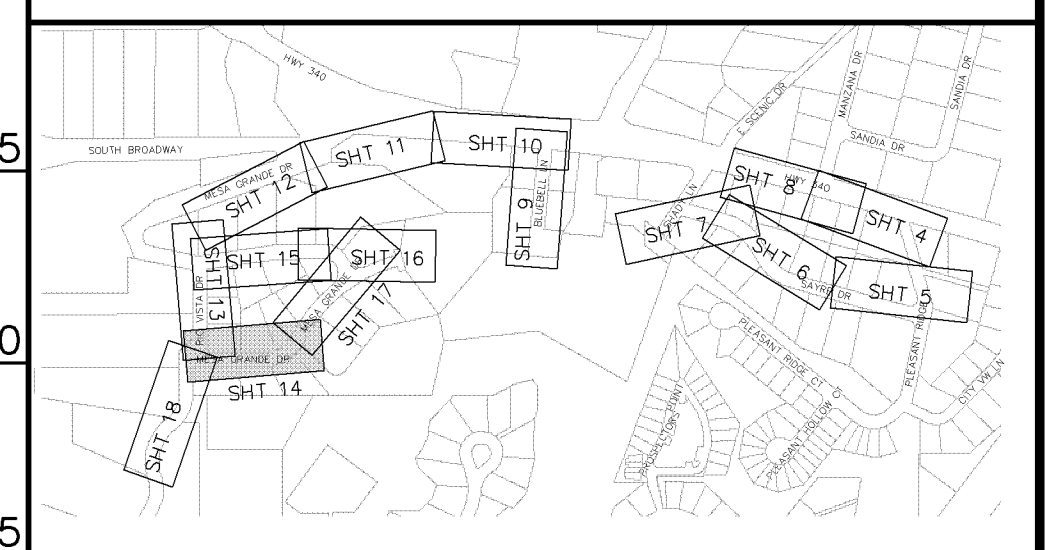 HWY 340
MANZANA DR
SANDIA DR
E. SCENIC DR
5
SOUTH BROADWAY
SHT 11
SHT 10
SANDIA DR
MESA GRANDE DR
SHT 12
BLUEBELL LN
SHT 9
SHADY LN
SHT 8
HWY 340
SHT 7
SHT 4
SHT 13
SHT 15
SHT 16
SHT 6
SAYRE DR
SHT 5
RIO VISTA DR
MESA GRANDE
SHT 17
0
MESA GRANDE DR.
SHT 14
PLEASANT RIDGE CT
PLEASANT RIDGE
CITY VW LN
SHT 18
PROSPECTORS POINT
PLEASANT HOLLOW CT
5